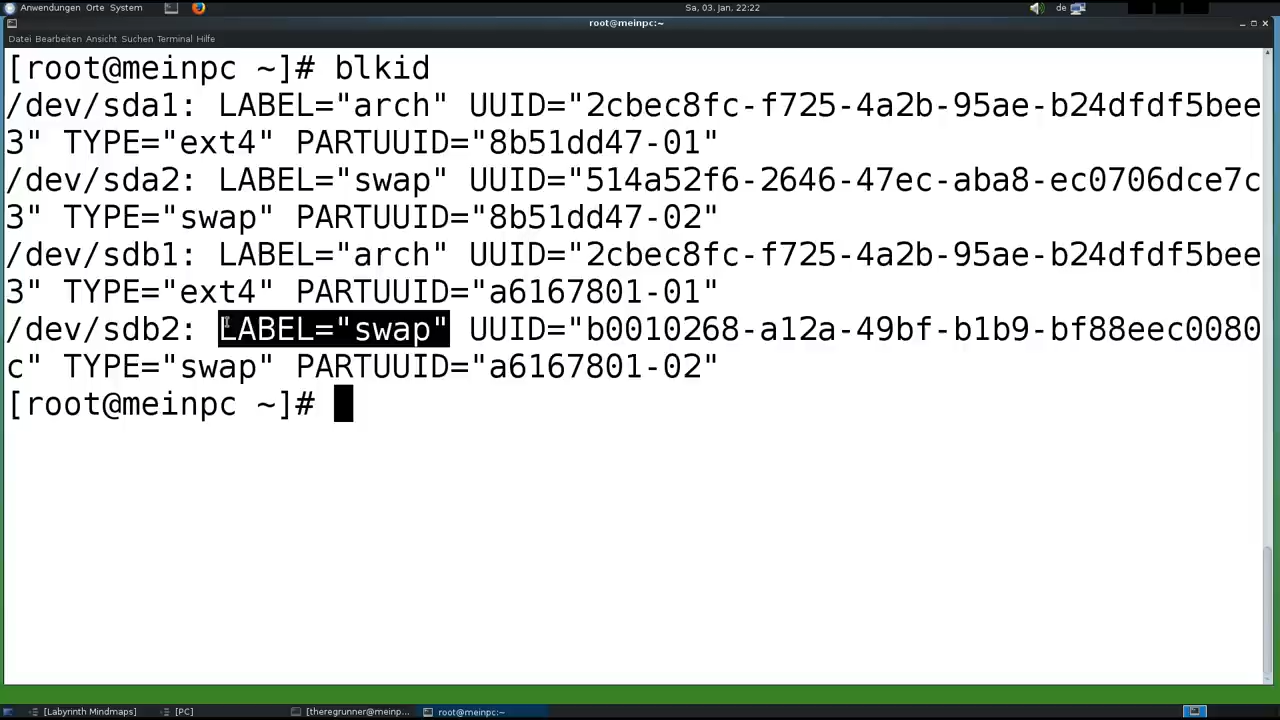 Anwendungen Orte System
Sa, 03. Jan, 22:22
de
root@meinpc:~
Datei Bearbeiten Ansicht Suchen Terminal Hilfe
[root@meinpc ~]# blkid
/dev/sda1: LABEL="arch" UUID="2cbec8fc-f725-4a2b-95ae-b24dfdf5bee
3" TYPE="ext4" PARTUUID="8b51dd47-01"
/dev/sda2: LABEL="swap" UUID="514a52f6-2646-47ec-aba8-ec0706dce7c
3" TYPE="swap" PARTUUID="8b51dd47-02"
/dev/sdb1: LABEL="arch" UUID="2cbec8fc-f725-4a2b-95ae-b24dfdf5bee
3" TYPE="ext4" PARTUUID="a6167801-01"
/dev/sdb2: LABEL="swap" UUID="b0010268-a12a-49bf-b1b9-bf88eec0080
c" TYPE="swap" PARTUUID="a6167801-02"
[root@meinpc ~]#
[Labyrinth Mindmaps]
[PC]
[theregrunner@meinp...
root@meinpc:~